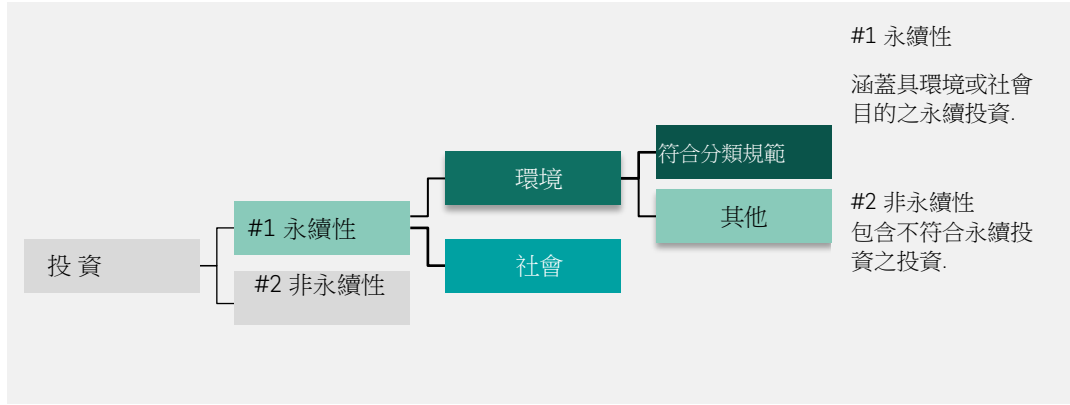 投 資
#1 永續性
#2 非永續性
環境
社會
符合分類規範
其他
#1 永續性
涵蓋具環境或社會
目的之永續投資.
#2 非永續性
包含不符合永續投
資之投資.